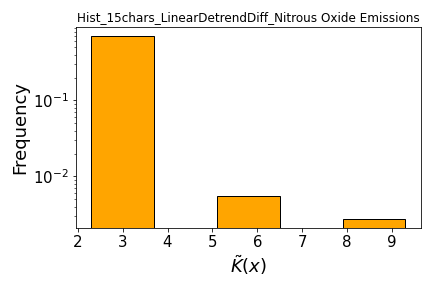 Hist_15chars_LinearDetrendDiff_Nitrous Oxide Emissions
Frequency
10⁻¹
10⁻²
2 3 4 5 6 7 8 9
K̃(x)